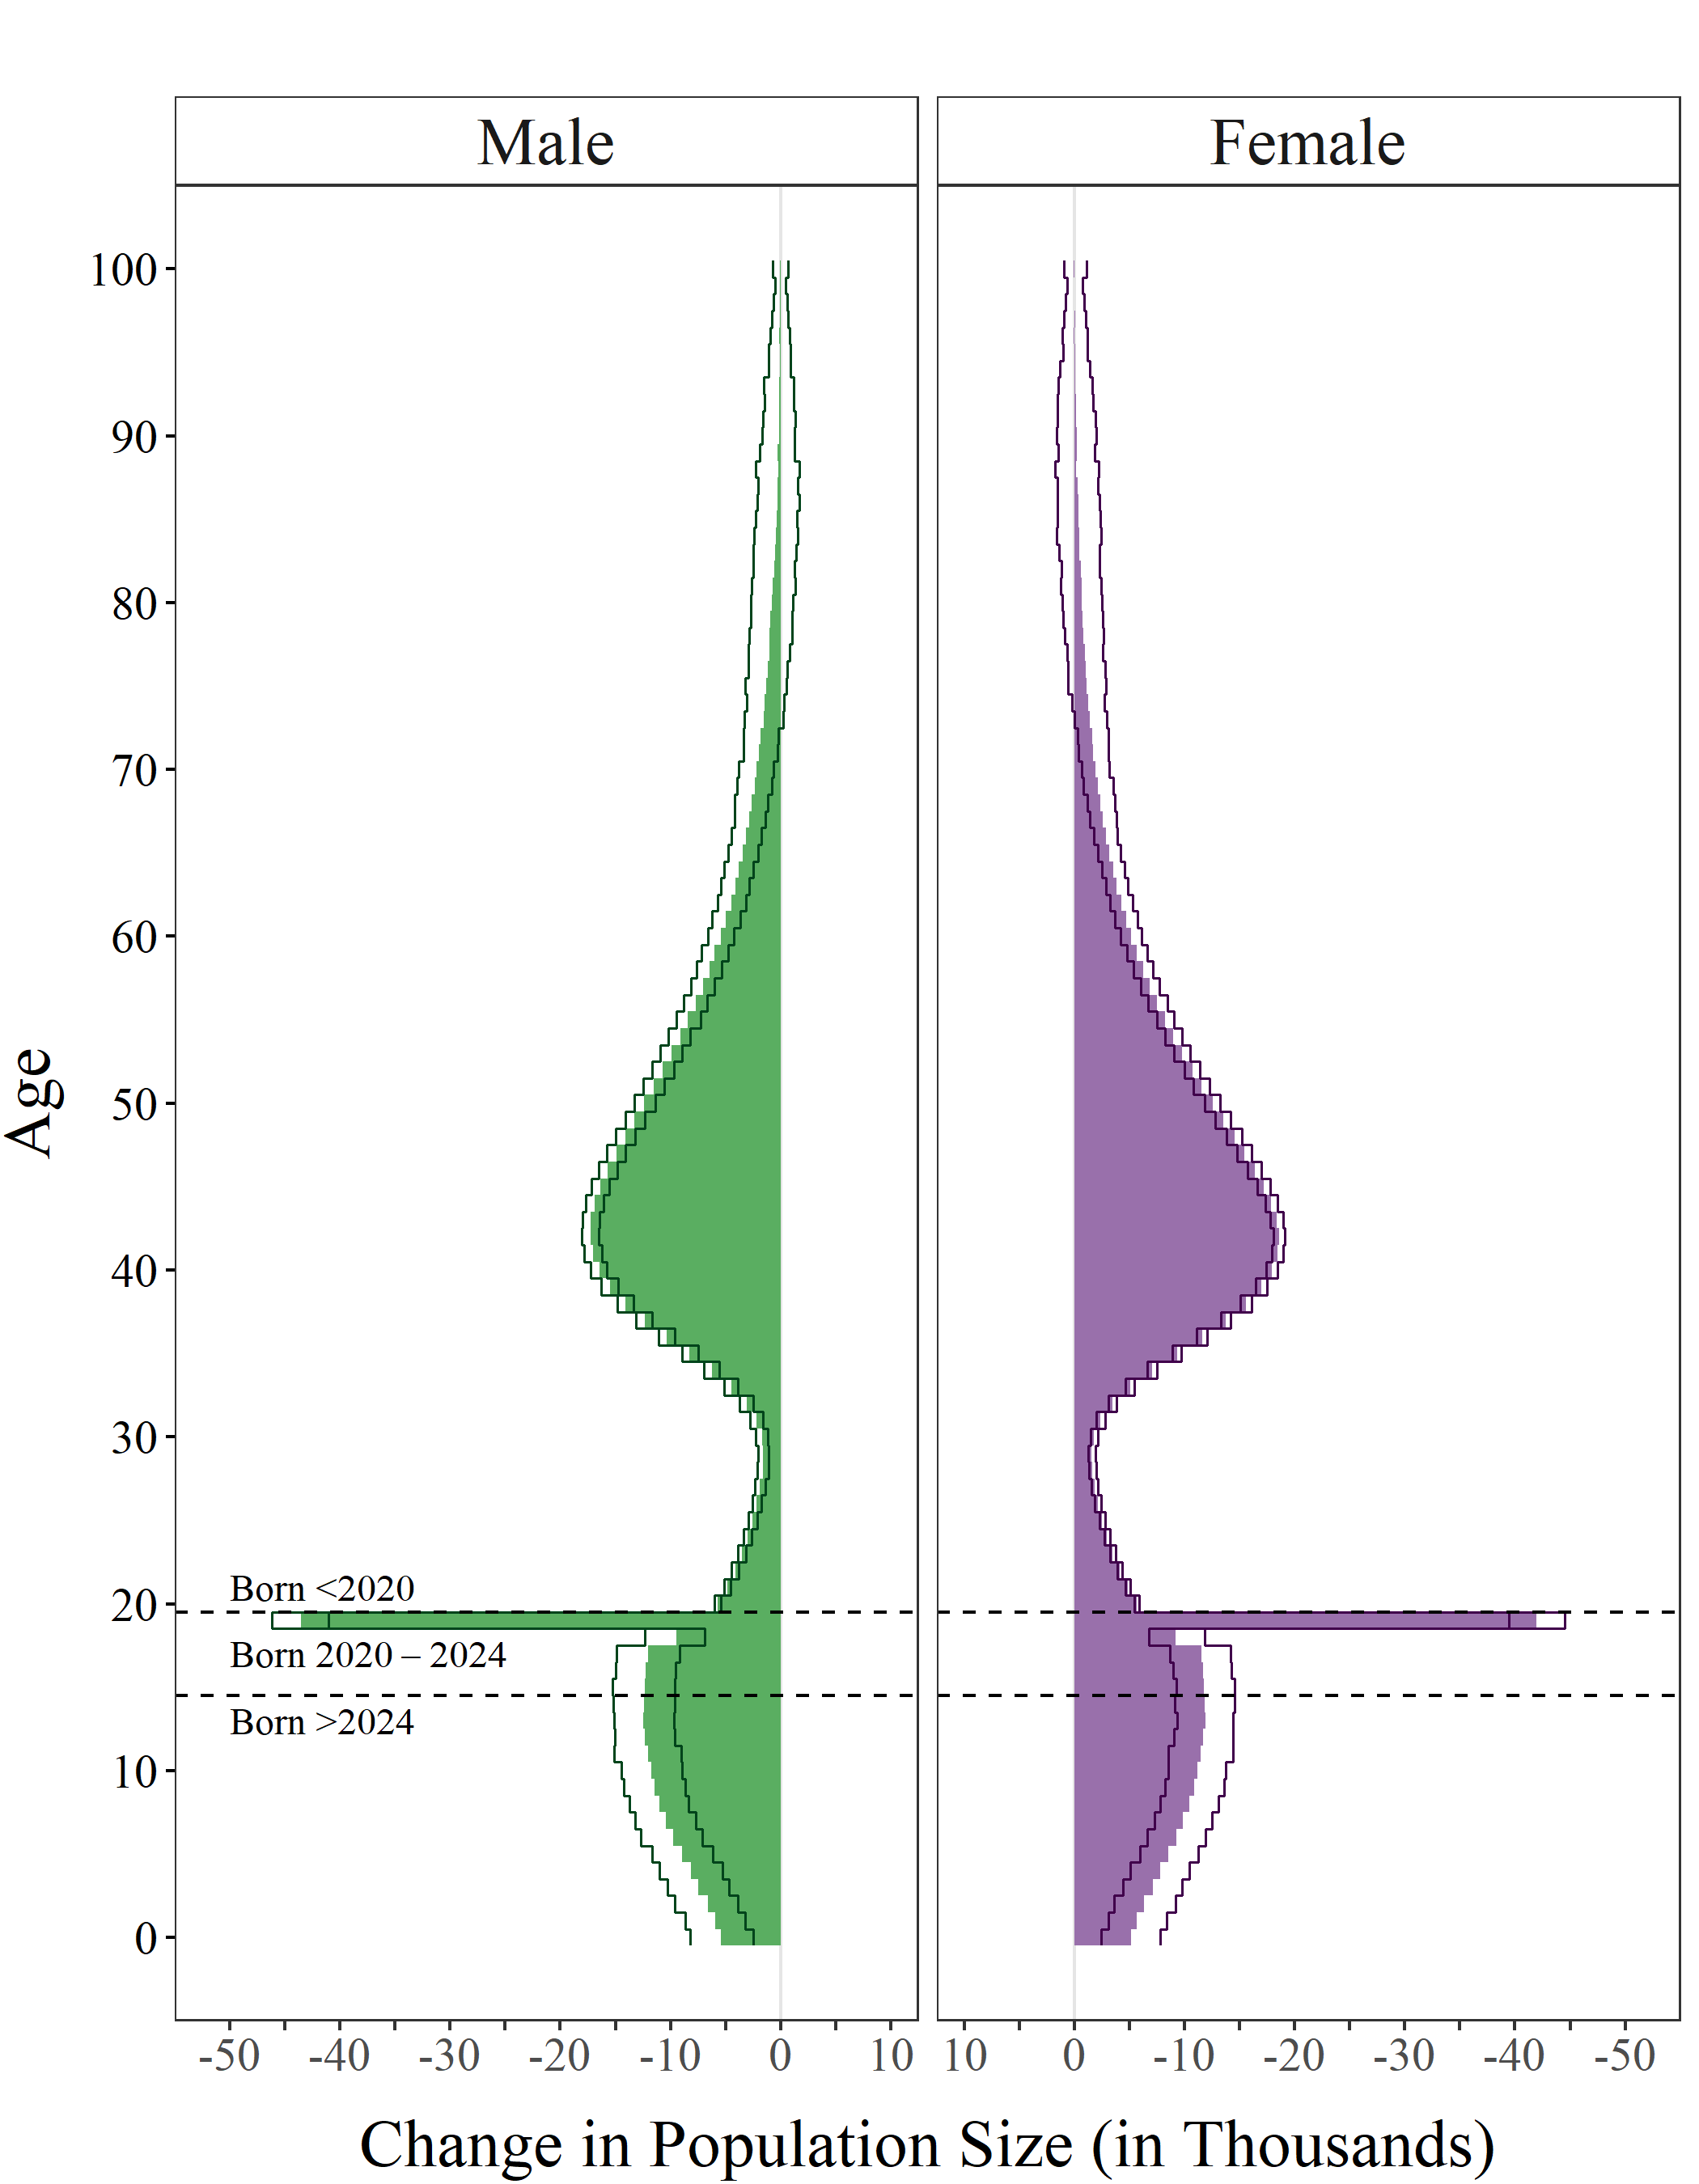 Male
Female
100
90
80
70
60
50
40
30
20
10
0
Age
Born <2020
Born 2020 – 2024
Born >2024
-50 -40 -30 -20 -10 0 10
10 0 -10 -20 -30 -40 -50
Change in Population Size (in Thousands)